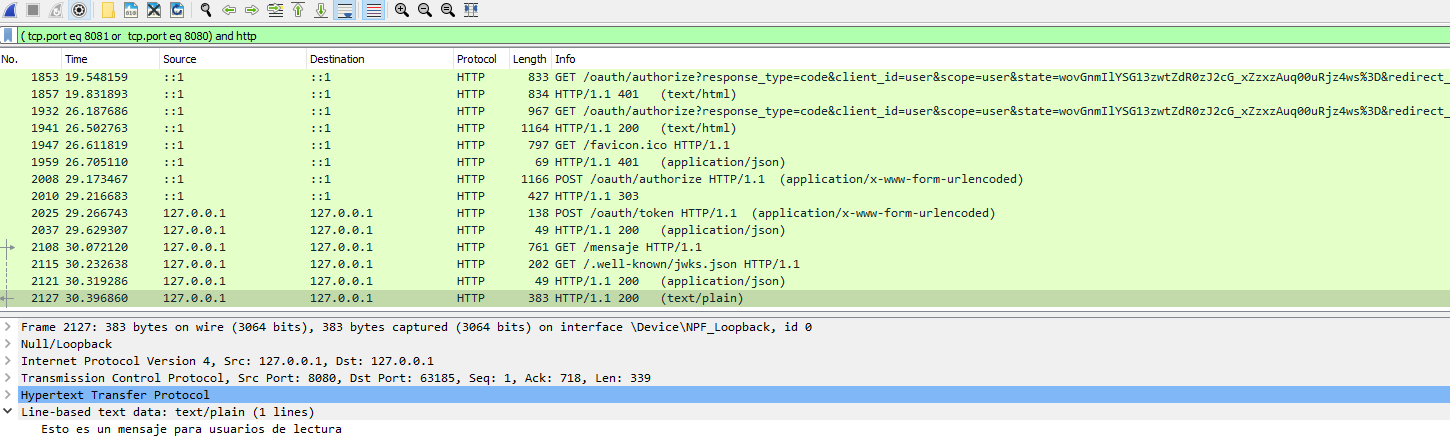 ( tcp.port eq 8081 or  tcp.port eq 8080) and http
No. Time Source Destination Protocol Length Info
1853 19.548159 ::1 ::1 HTTP 833 GET /oauth/authorize?response_type=code&client_id=user&scope=user&state=wovGnmIlYSG13zwtZdR0zJ2cG_xZzxzAuq00uRjz4ws%3D&redirect_
1857 19.831893 ::1 ::1 HTTP 834 HTTP/1.1 401 (text/html)
1932 26.187686 ::1 ::1 HTTP 967 GET /oauth/authorize?response_type=code&client_id=user&scope=user&state=wovGnmIlYSG13zwtZdR0zJ2cG_xZzxzAuq00uRjz4ws%3D&redirect_
1941 26.502763 ::1 ::1 HTTP 1164 HTTP/1.1 200 (text/html)
1947 26.611819 ::1 ::1 HTTP 797 GET /favicon.ico HTTP/1.1
1959 26.705110 ::1 ::1 HTTP 69 HTTP/1.1 401 (application/json)
2008 29.173467 ::1 ::1 HTTP 1166 POST /oauth/authorize HTTP/1.1 (application/x-www-form-urlencoded)
2010 29.216683 ::1 ::1 HTTP 427 HTTP/1.1 303
2025 29.266743 127.0.0.1 127.0.0.1 HTTP 138 POST /oauth/token HTTP/1.1 (application/x-www-form-urlencoded)
2037 29.629307 127.0.0.1 127.0.0.1 HTTP 49 HTTP/1.1 200 (application/json)
2108 30.072120 127.0.0.1 127.0.0.1 HTTP 761 GET /mensaje HTTP/1.1
2115 30.232638 127.0.0.1 127.0.0.1 HTTP 202 GET /.well-known/jwks.json HTTP/1.1
2121 30.319286 127.0.0.1 127.0.0.1 HTTP 49 HTTP/1.1 200 (application/json)
2127 30.396860 127.0.0.1 127.0.0.1 HTTP 383 HTTP/1.1 200 (text/plain)
Frame 2127: 383 bytes on wire (3064 bits), 383 bytes captured (3064 bits) on interface \Device\NPF_Loopback, id 0
Null/Loopback
Internet Protocol Version 4, Src: 127.0.0.1, Dst: 127.0.0.1
Transmission Control Protocol, Src Port: 8080, Dst Port: 63185, Seq: 1, Ack: 718, Len: 339
Hypertext Transfer Protocol
Line-based text data: text/plain (1 lines)
Esto es un mensaje para usuarios de lectura